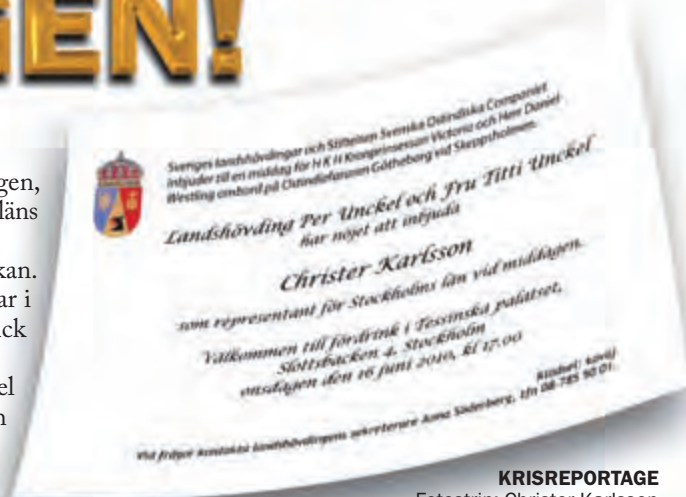 GEN!
gen,
läns
kan.
ar i
ck
el
n
Sveriges landshövdingar och Stiftelsen Svenska Ostindiska Companiet
inbjuder till en middag för H K H Kronprinsessan Victoria och Herr Daniel
Westling ombord på Ostindiefararen Götheborg vid Skeppsholmen.
Landshövding Per Unckel och Fru Titti Unckel
har nöjet att inbjuda
Christer Karlsson
som representant för Stockholms län vid middagen.
Välkommen till fördrink i Tessinska palatset,
Slottsbacken 4, Stockholm
onsdagen den 16 juni 2010, kl 17.00
Klädsel: kavaj
Vid frågor kontakta landshövdingens sekreterare Anna Söderberg, tfn 08-785 50 01.
KRISREPORTAGE
Fotostrip: Christer Karlsson